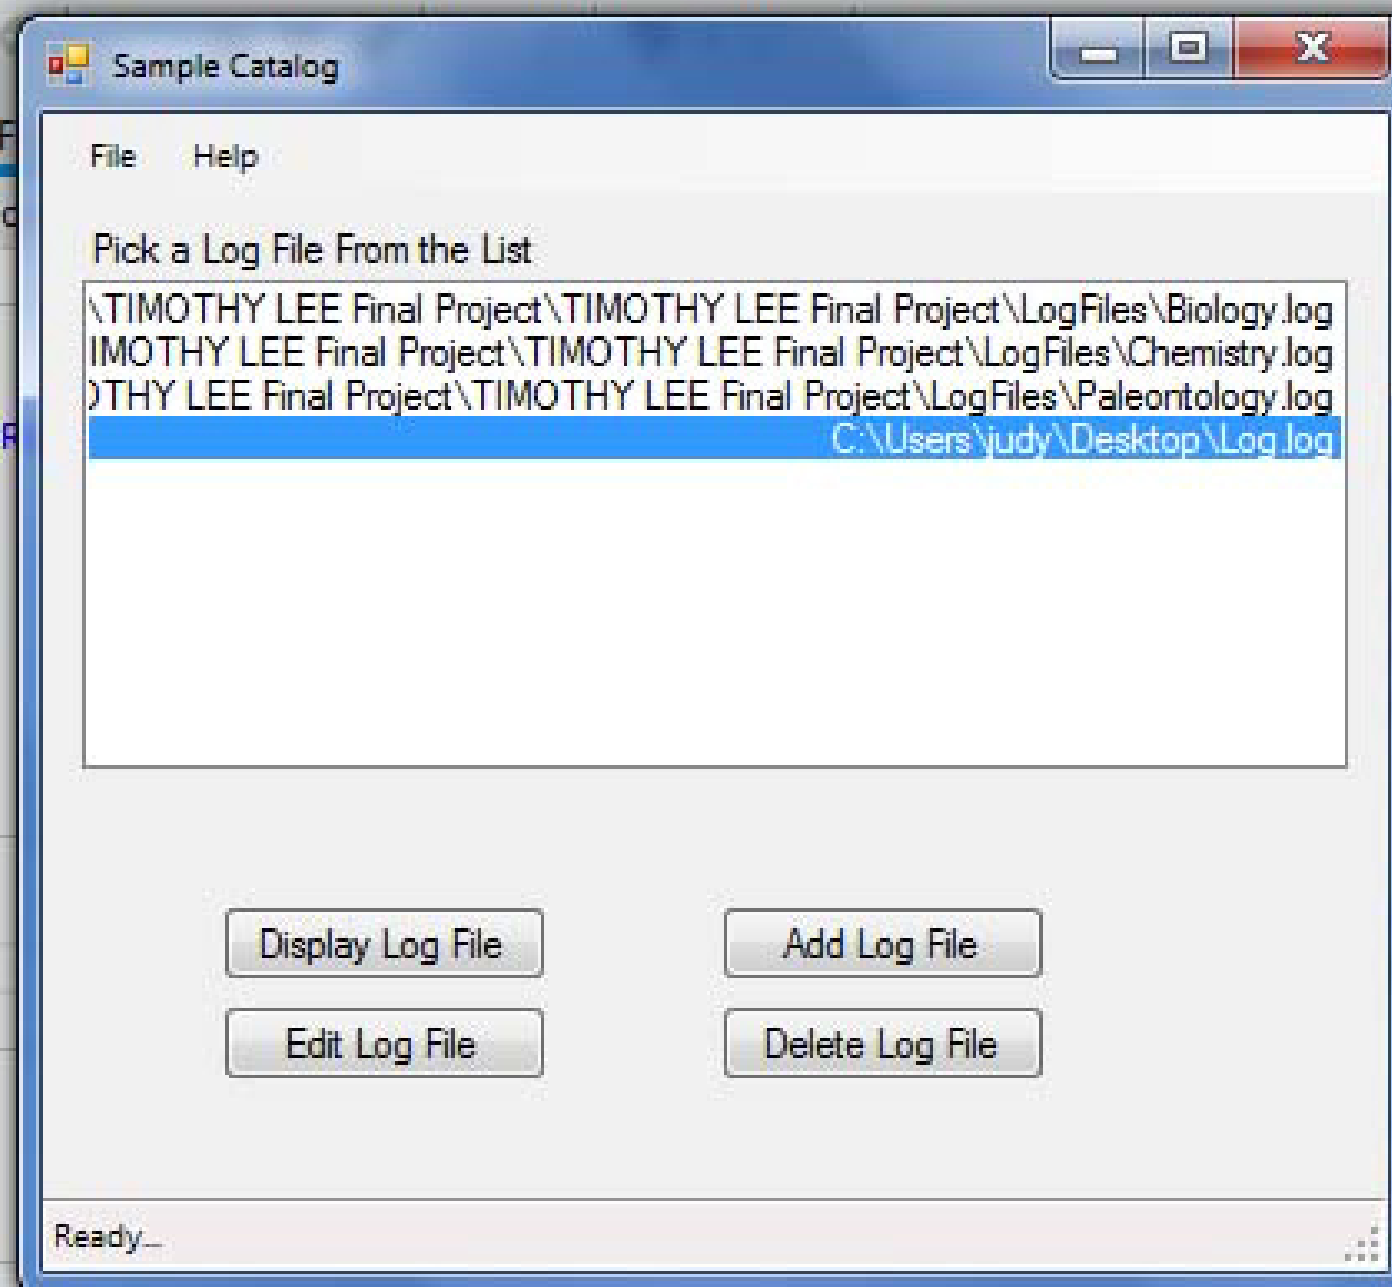 Sample Catalog
File Help
Pick a Log File From the List
\TIMOTHY LEE Final Project\TIMOTHY LEE Final Project\LogFiles\Biology.log
IMOTHY LEE Final Project\TIMOTHY LEE Final Project\LogFiles\Chemistry.log
OTHY LEE Final Project\TIMOTHY LEE Final Project\LogFiles\Paleontology.log
C:\Users\judy\Desktop\Log.log
Display Log File Add Log File
Edit Log File Delete Log File
Ready...